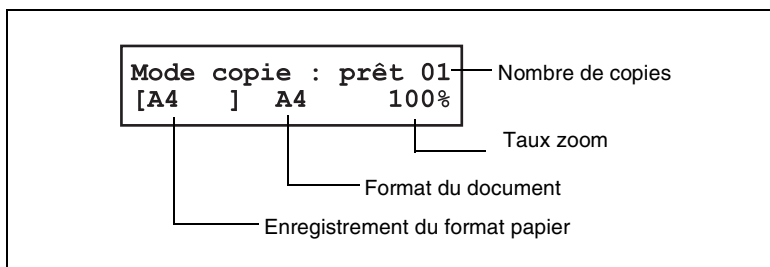 Mode copie : prêt 01
[A4 ] A4 100%
Nombre de copies
Taux zoom
Format du document
Enregistrement du format papier